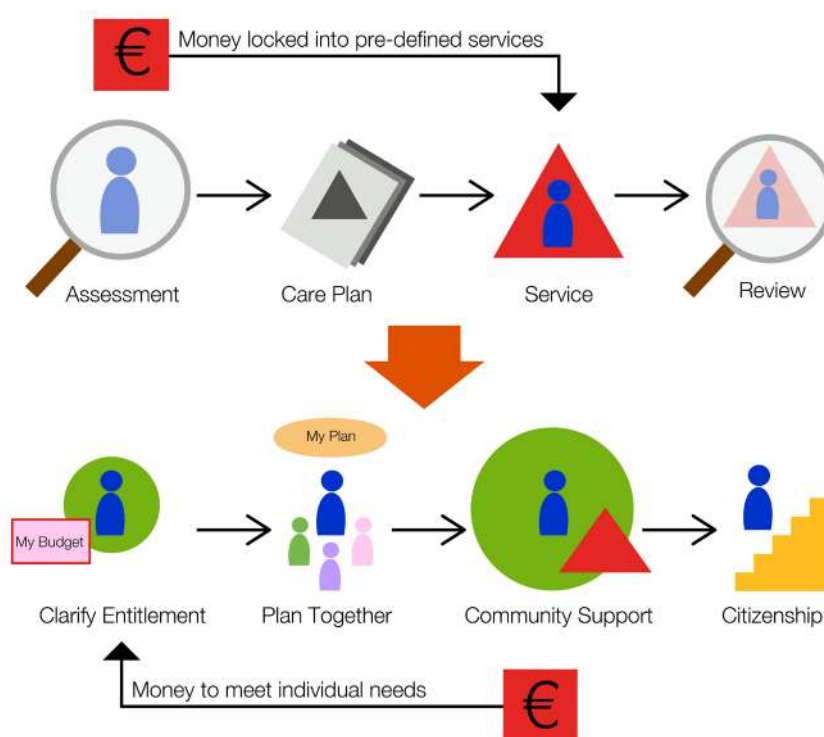 €
Money locked into pre-defined services
Assessment
Care Plan
Service
Review
My Plan
My Budget
Clarify Entitlement
Plan Together
Community Support
Citizenship
Money to meet individual needs
€